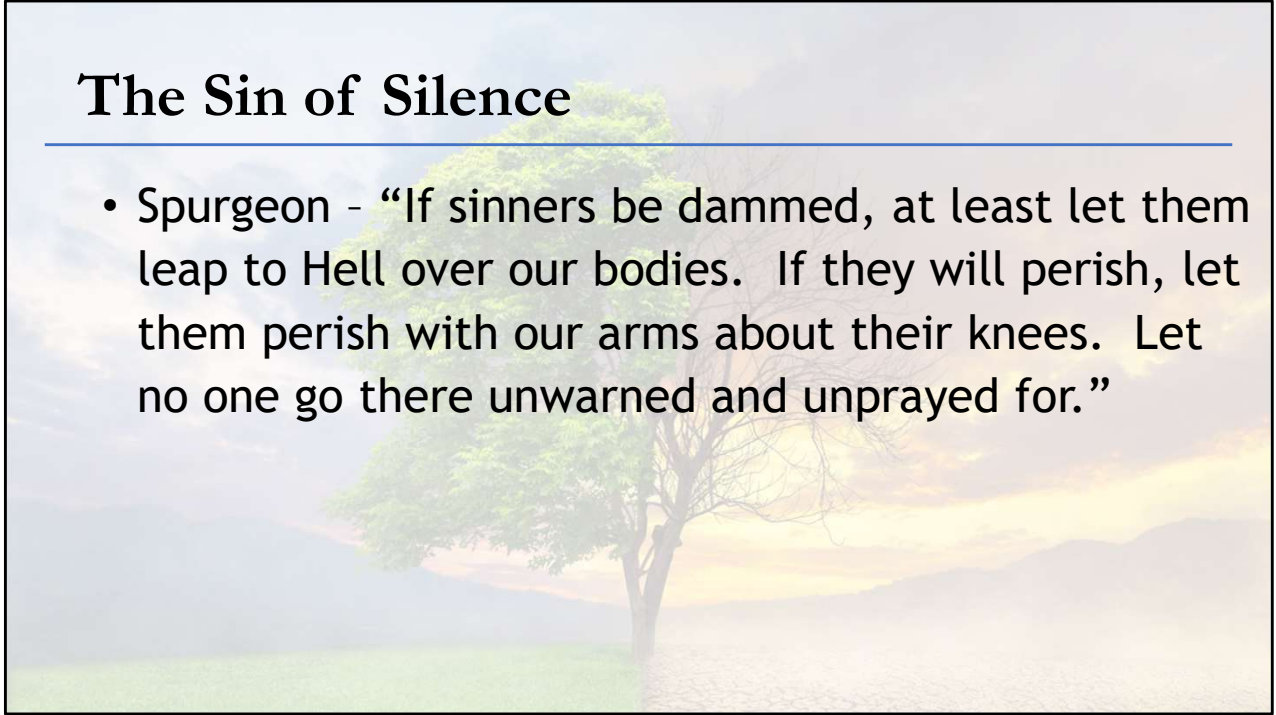 The Sin of Silence
• Spurgeon – “If sinners be dammed, at least let them
leap to Hell over our bodies.  If they will perish, let
them perish with our arms about their knees.  Let
no one go there unwarned and unprayed for.”